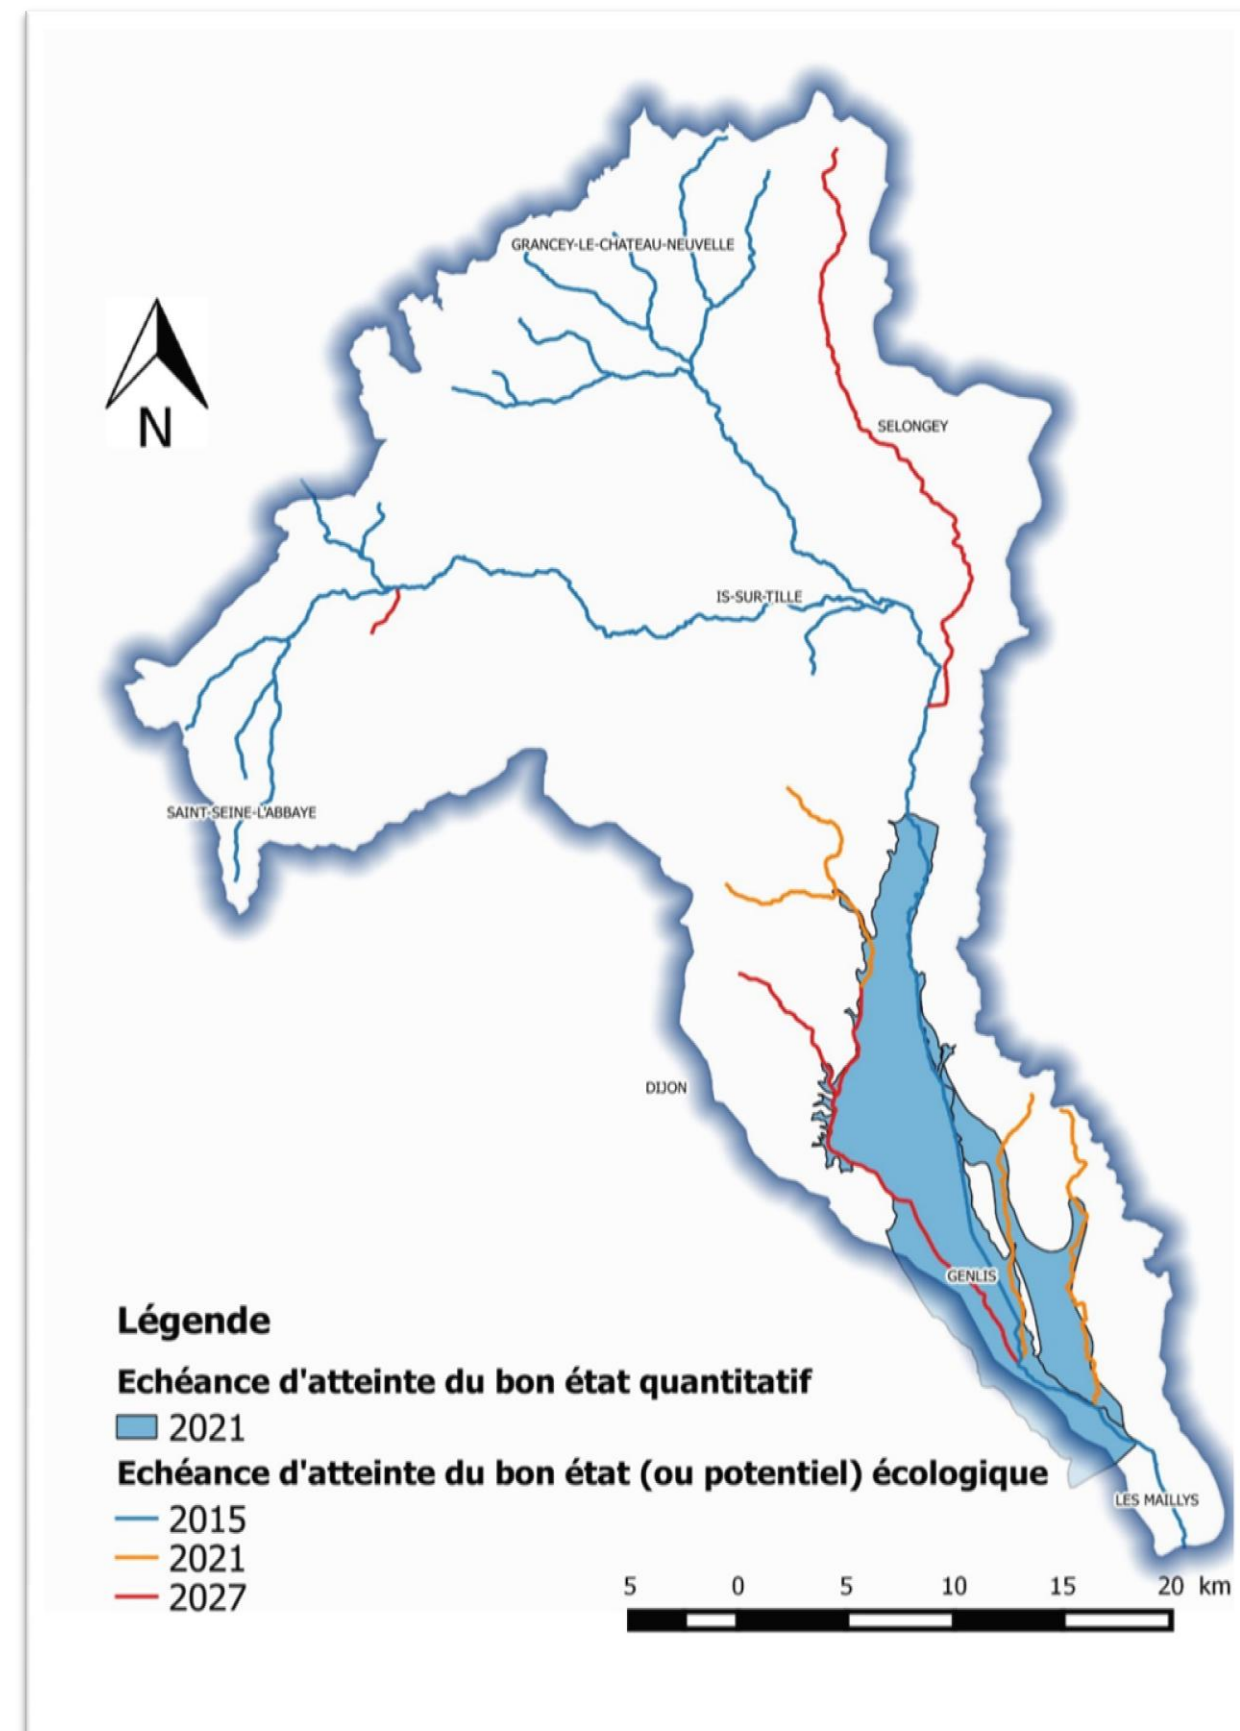 GRANCEY-LE-CHATEAU-NEUVELLE
N
SELONGEY
IS-SUR-TILLE
SAINT-SEINE-L'ABBAYE
DIJON
GENLIS
Légende
Echéance d'atteinte du bon état quantitatif
2021
Echéance d'atteinte du bon état (ou potentiel) écologique
2015
2021
2027
LES MAILLYS
5 0 5 10 15 20 km